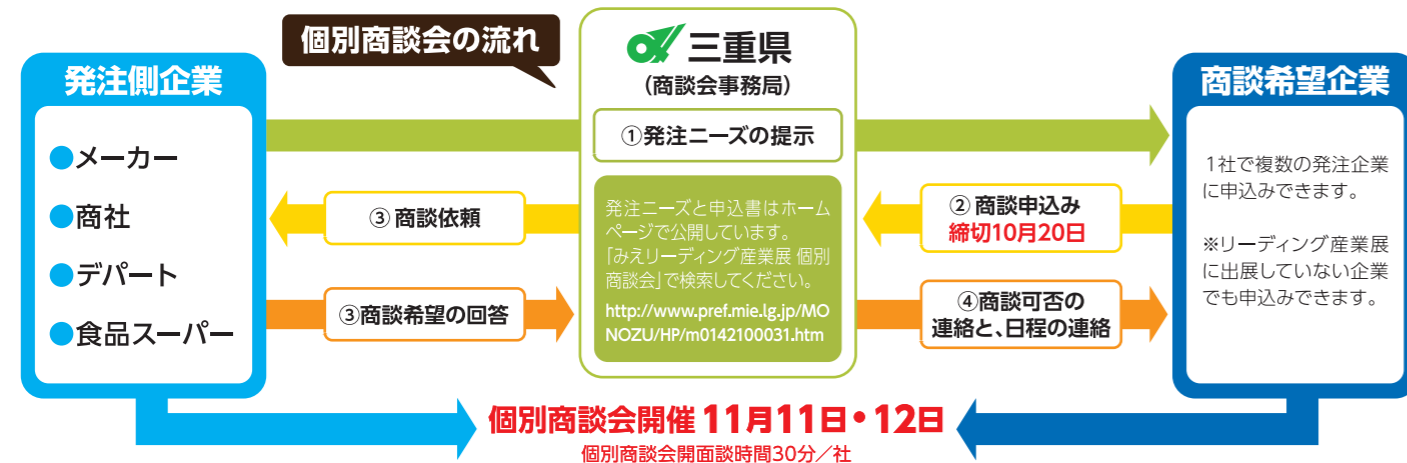 個別商談会の流れ
三重県
(商談会事務局)
発注側企業
●メーカー
●商社
●デパート
●食品スーパー
①発注ニーズの提示
発注ニーズと申込書はホーム
ページで公開しています。
「みえリーディング産業展 個別
商談会」で検索してください。
http://www.pref.mie.lg.jp/MO
NOZU/HP/m0142100031.htm
③商談依頼
③商談希望の回答
②商談申込み
締切10月20日
④商談可否の
連絡と、日程の連絡
商談希望企業
1社で複数の発注企業
に申込みできます。
※リーディング産業展
に出展していない企業
でも申込みできます。
個別商談会開催 11月11日・12日
個別商談会開面談時間30分/社